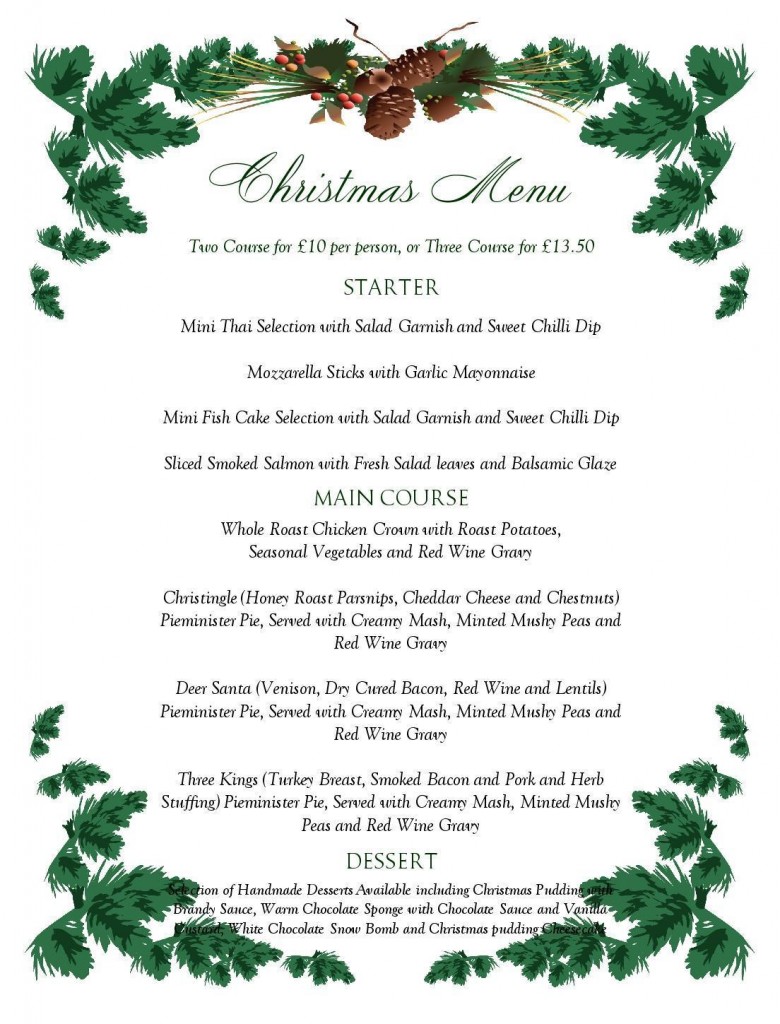 Christmas Menu
Two Course for £10 per person, or Three Course for £13.50
STARTER
Mini Thai Selection with Salad Garnish and Sweet Chilli Dip
Mozzarella Sticks with Garlic Mayonnaise
Mini Fish Cake Selection with Salad Garnish and Sweet Chilli Dip
Sliced Smoked Salmon with Fresh Salad leaves and Balsamic Glaze
MAIN COURSE
Whole Roast Chicken Crown with Roast Potatoes,
Seasonal Vegetables and Red Wine Gravy
Christingle (Honey Roast Parsnips, Cheddar Cheese and Chestnuts)
Pieminister Pie, Served with Creamy Mash, Minted Mushy Peas and
Red Wine Gravy
Deer Santa (Venison, Dry Cured Bacon, Red Wine and Lentils)
Pieminister Pie, Served with Creamy Mash, Minted Mushy Peas and
Red Wine Gravy
Three Kings (Turkey Breast, Smoked Bacon and Pork and Herb
Stuffing) Pieminister Pie, Served with Creamy Mash, Minted Mushy
Peas and Red Wine Gravy
DESSERT
Selection of Handmade Desserts Available including Christmas Pudding with
Brandy Sauce, Warm Chocolate Sponge with Chocolate Sauce and Vanilla
Custard, White Chocolate Snow Bomb and Christmas pudding Cheesecake